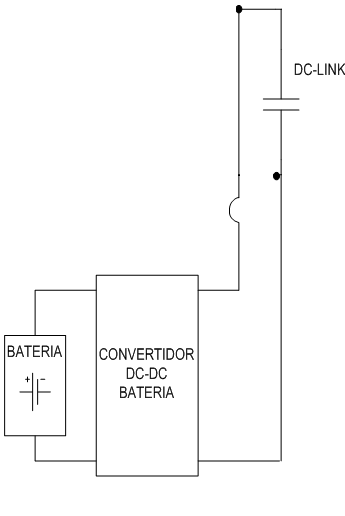 DC-LINK
BATERIA
+ -
CONVERTIDOR
DC-DC
BATERIA